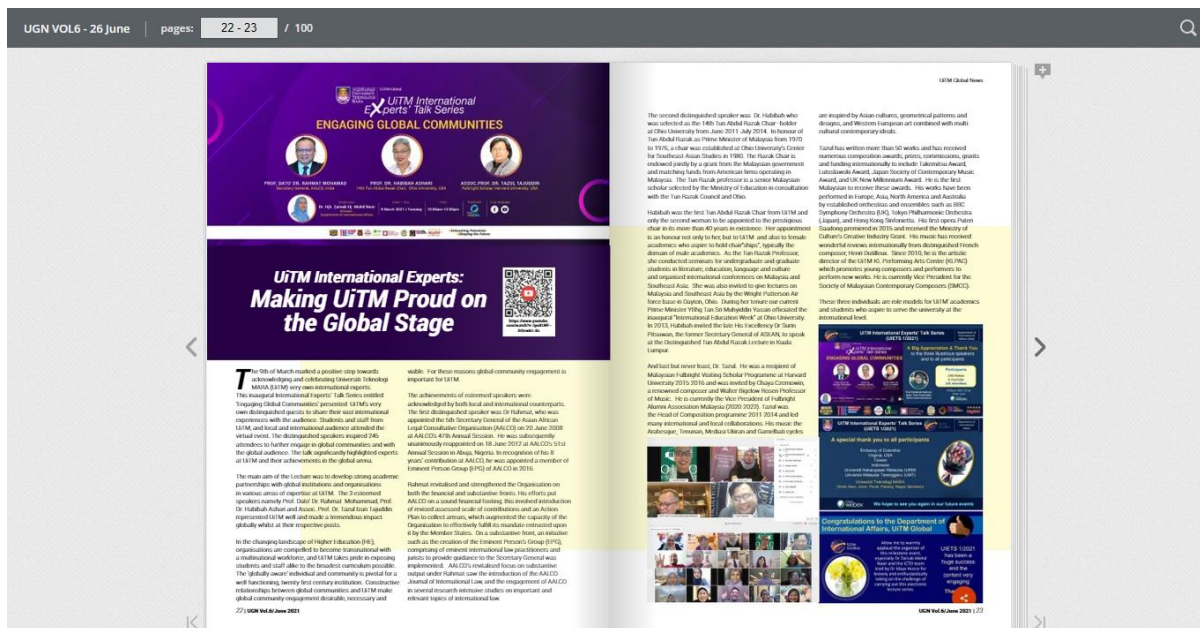 UGN VOL6 - 26 June
pages:
22 - 23
/ 100
UiTM Global News
UiTM International
Experts' Talk Series
ENGAGING GLOBAL COMMUNITIES
PROF. DATO' DR. RAHMAT MOHAMAD
PROF. DR. HABIBAH ASHARI
ASSOC. PROF. DR. TAZUL TAJUDDIN
UiTM International Experts:
Making UiTM Proud on
the Global Stage
The 9th of March marked a positive step towards
acknowledging and celebrating Universiti Teknologi
MARA (UiTM) very own international experts.
This inaugural International Experts' Talk Series entitled
'Engaging Global Communities' presented UiTM's very
own distinguished guests to share their vast international
experiences with the audience. Students and staff from
UiTM, and local and international audience attended the
virtual event. The distinguished speakers inspired 245
attendees to further engage in global communities and with
the global audience. The talk significantly highlighted experts
at UiTM and their achievements in the global arena.
The main aim of the Lecture was to develop strong academic
partnerships with global institutions and organisations
in various areas of expertise at UiTM. The 3 esteemed
speakers namely Prof. Dato' Dr. Rahmat Mohammad, Prof.
Dr. Habibah Ashari and Assoc. Prof. Dr. Tazul Izan Tajuddin
represented UiTM well and made a tremendous impact
globally whilst at their respective posts.
In the changing landscape of Higher Education (HE),
organisations are compelled to become transnational with
a multinational workforce, and UiTM takes pride in exposing
students and staff alike to the broadest curriculum possible.
The 'globally aware' individual and community is pivotal for a
well functioning, twenty first century institution. Constructive
relationships between global communities and UiTM make
global community engagement desirable, necessary and
viable. For these reasons global community engagement is
important for UiTM.
The achievements of esteemed speakers were
acknowledged by both local and international counterparts.
The first distinguished speaker was Dr Rahmat, who was
appointed the 5th Secretary General of the Asian African
Legal Consultative Organisation (AALCO) on 20 June 2008
at AALCO's 47th Annual Session. He was subsequently
unanimously reappointed on 18 June 2012 at AALCO's 51st
Annual Session in Abuja, Nigeria. In recognition of his 8
years' contribution at AALCO, he was appointed a member of
Eminent Person Group (EPG) of AALCO in 2016.
Rahmat revitalised and strengthened the Organisation on
both the financial and substantive fronts. His efforts put
AALCO on a sound financial footing; this involved introduction
of revised assessed scale of contributions and an Action
Plan to collect arrears, which augmented the capacity of the
Organisation to effectively fulfill its mandate entrusted upon
it by the Member States. On a substantive front, an initiative
such as the creation of the Eminent Person's Group (EPG),
comprising of eminent international law practitioners and
jurists to provide guidance to the Secretary General was
implemented. AALCO's revitalised focus on substantive
output under Rahmat saw the introduction of the AALCO
Journal of International Law, and the engagement of AALCO
in several research intensive studies on important and
relevant topics of international law.
22 | UGN Vol.6/June 2021
The second distinguished speaker was Dr. Habibah who
was selected as the 14th Tun Abdul Razak Chair - holder
at Ohio University from June 2011 July 2014. In honour of
Tun Abdul Razak as Prime Minister of Malaysia from 1970
to 1976, a chair was established at Ohio University's Center
for Southeast Asian Studies in 1980. The Razak Chair is
endowed jointly by a grant from the Malaysian government
and matching funds from American firms operating in
Malaysia. The Tun Razak professor is a senior Malaysian
scholar selected by the Ministry of Education in consultation
with the Tun Razak Council and Ohio.
Habibah was the first Tun Abdul Razak Chair from UiTM and
only the second woman to be appointed to the prestigious
chair in its more than 40 years in existence. Her appointment
is an honour not only to her, but to UiTM and also to female
academics who aspire to hold chair"ships", typically the
domain of male academics. As the Tun Razak Professor,
she conducted seminars for undergraduate and graduate
students in literature, education, language and culture
and organised international conferences on Malaysia and
Southeast Asia. She was also invited to give lectures on
Malaysia and Southeast Asia by the Wright Patterson Air
force base in Dayton, Ohio. During her tenure our current
Prime Minister YBhg Tan Sri Muhyiddin Yassin officiated the
inaugural "International Education Week" at Ohio University.
In 2013, Habibah invited the late His Excellency Dr Surin
Pitsuwan, the former Secretary General of ASEAN, to speak
at the Distinguished Tun Abdul Razak Lecture in Kuala
Lumpur.
And last but never least, Dr. Tazul. He was a recipient of
Malaysian Fulbright Visiting Scholar Programme at Harvard
University 2015 2016 and was invited by Chaya Czernowin,
a renowned composer and Walter Bigelow Rosen Professor
of Music. He is currently the Vice President of Fulbright
Alumni Association Malaysia (2020 2022). Tazul was
the Head of Composition programme 2011 2014 and led
many international and local collaborations. His music the
Arabesque, Tenunan, Mediasi Ukiran and Gamelbati cycles
are inspired by Asian cultures, geometrical patterns and
designs, and Western European art combined with multi
cultural contemporary ideals.
Tazul has written more than 50 works and has received
numerous composition awards, prizes, commissions, grants
and funding internationally to include Takemitsu Award,
Lutoslawski Award, Japan Society of Contemporary Music
Award, and UK New Millennium Award. He is the first
Malaysian to receive these awards. His works have been
performed in Europe, Asia, North America and Australia
by established orchestras and ensembles such as BBC
Symphony Orchestra (UK), Tokyo Philharmonic Orchestra
(Japan), and Hong Kong Sinfonietta. His first opera Puteri
Saadong premiered in 2015 and received the Ministry of
Culture's Creative Industry Grant. His music has received
wonderful reviews internationally from distinguished French
composer, Henri Dutilleux. Since 2010, he is the artistic
director of the UiTM KL Performing Arts Centre (KLPAC)
which promotes young composers and performers to
perform new works. He is currently Vice President for the
Society of Malaysian Contemporary Composers (SMCC).
These three individuals are role models for UiTM' academics
and students who aspire to serve the university at the
international level.
UiTM International Experts' Talk Series
(UIETS 1/2021)
A Big Appreciation & Thank You
ENGAGING GLOBAL COMMUNITIES
Participants
UiTM International Experts' Talk Series
(UIETS 1/2021)
A special thank you to all participants
webex
We hope to see you again in our future events
Congratulations to the Department of
International Affairs, UiTM Global
UIETS 1/2021
has been a
huge success
and the
content very
engaging
UGN Vol.6/June 2021 | 23